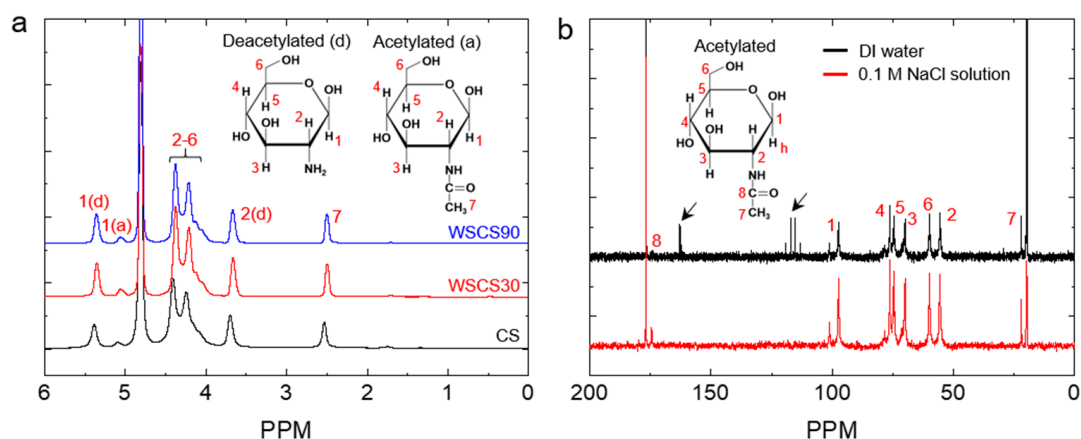 a
Deacetylated (d)
Acetylated (a)
6
OH
4
H
O
5
H
2
H
OH
HO
OH
H
1
3
H
NH₂
6
OH
4
H
O
5
H
2
H
OH
HO
OH
H
1
3
H
NH
C=O
CH₃
7
2-6
1(d)
1(a)
2(d)
7
WSCS90
WSCS30
CS
6
5
4
3
2
1
0
PPM
b
Acetylated
DI water
0.1 M NaCl solution
6
OH
5
O
4
OH
1
HO
OH
H
H
h
3
2
NH
8
C=O
7
CH₃
8
1
4
5
3
6
2
7
200
150
100
50
0
PPM